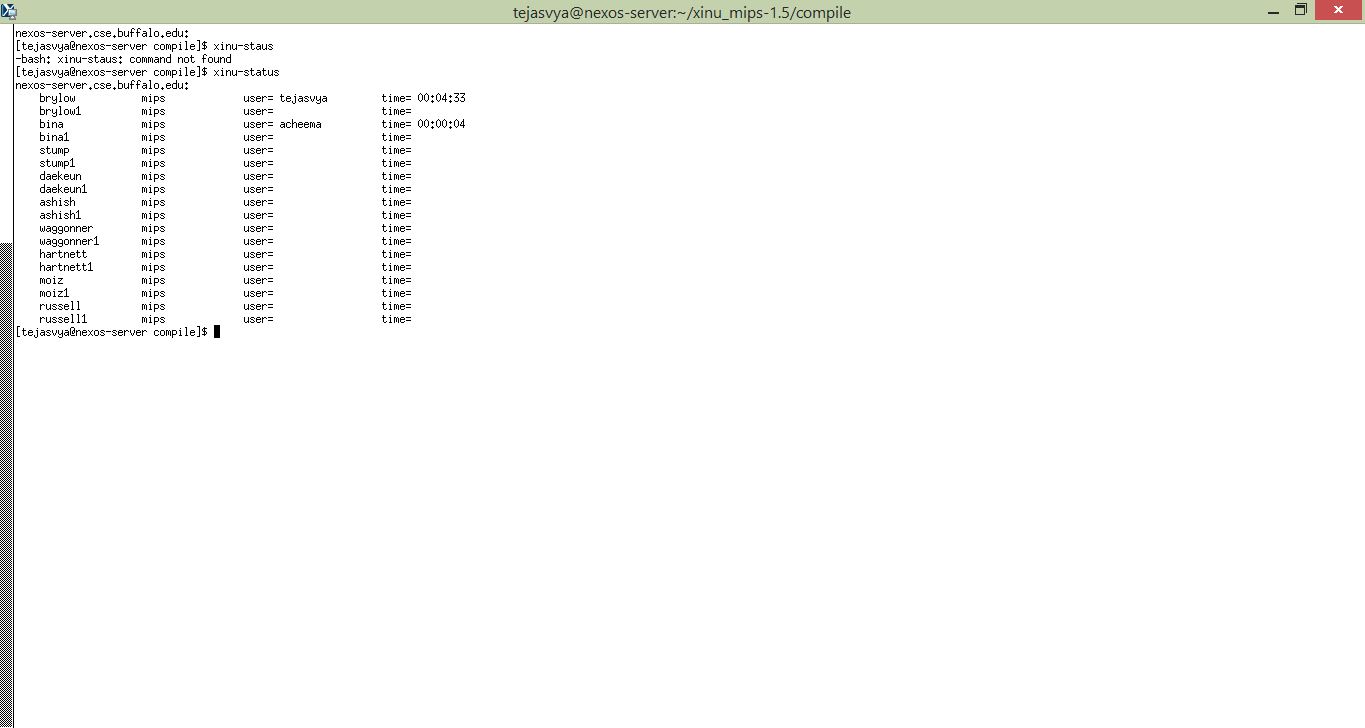 tejasvya@nexos-server:~/xinu_mips-1.5/compile
nexos-server.cse.buffalo.edu:
[tejasvya@nexos-server compile]$ xinu-staus
-bash: xinu-staus: command not found
[tejasvya@nexos-server compile]$ xinu-status
nexos-server.cse.buffalo.edu:
brylow mips user= tejasvya time= 00:04:33
brylow1 mips user= time=
bina mips user= acheema time= 00:00:04
bina1 mips user= time=
stump mips user= time=
stump1 mips user= time=
daekeun mips user= time=
daekeun1 mips user= time=
ashish mips user= time=
ashish1 mips user= time=
waggonner mips user= time=
waggonner1 mips user= time=
hartnett mips user= time=
hartnett1 mips user= time=
moiz mips user= time=
moiz1 mips user= time=
russell mips user= time=
russell1 mips user= time=
[tejasvya@nexos-server compile]$